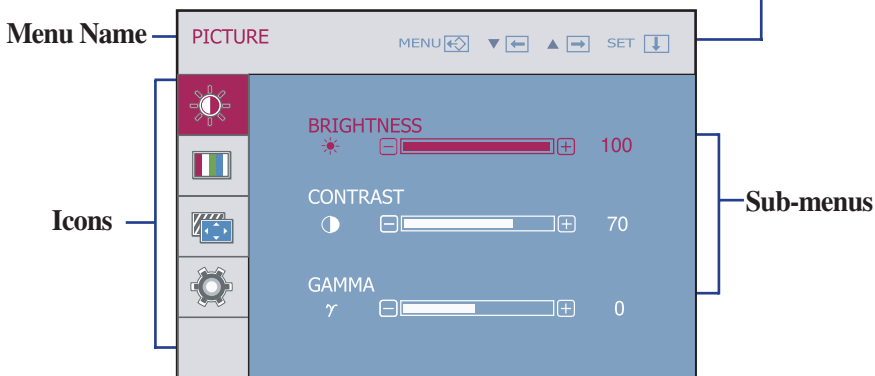 Menu Name
PICTURE
MENU ▼ ▲ SET
BRIGHTNESS
100
CONTRAST
70
GAMMA
γ 0
Icons
Sub-menus